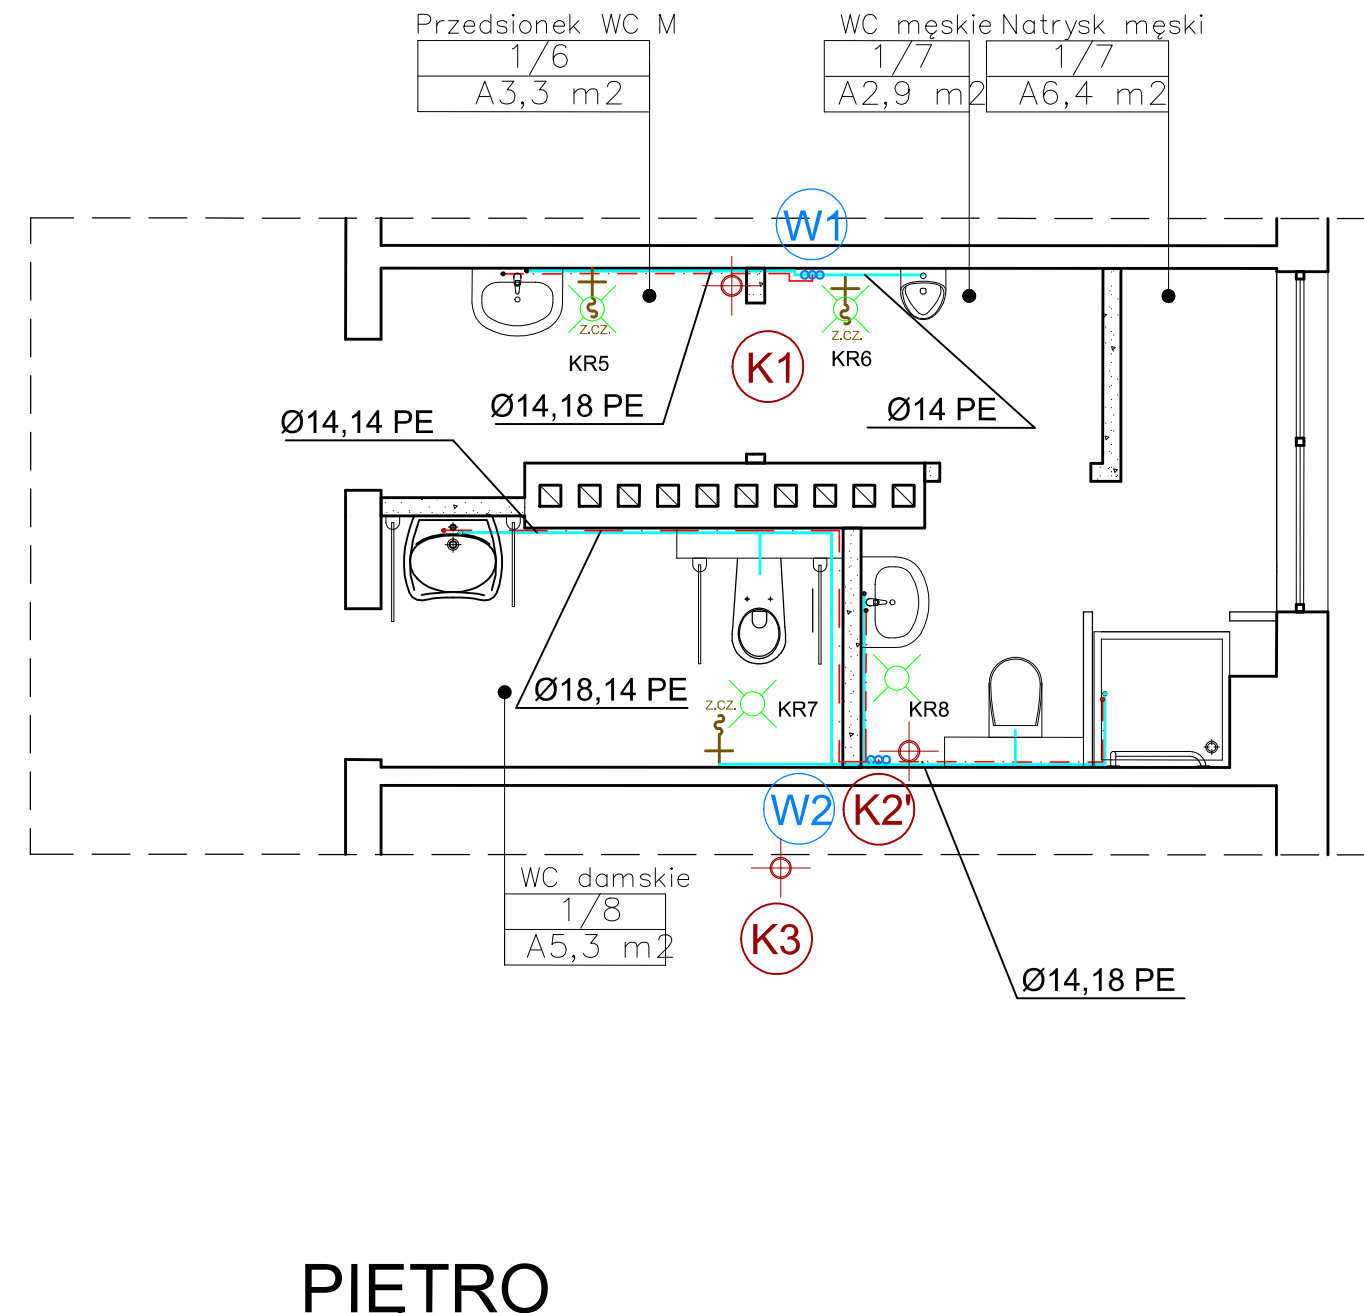 Przedsionek WC M
1/6
A3,3 m2
WC męskie
1/7
A2,9 m2
Natrysk męski
1/7
A6,4 m2
W1
z.cz.
KR5
K1
z.cz.
KR6
Ø14,14 PE
Ø14,18 PE
Ø14 PE
Ø18,14 PE
z.cz.
KR7
KR8
W2
K2'
WC damskie
1/8
A5,3 m2
K3
Ø14,18 PE
PIETRO